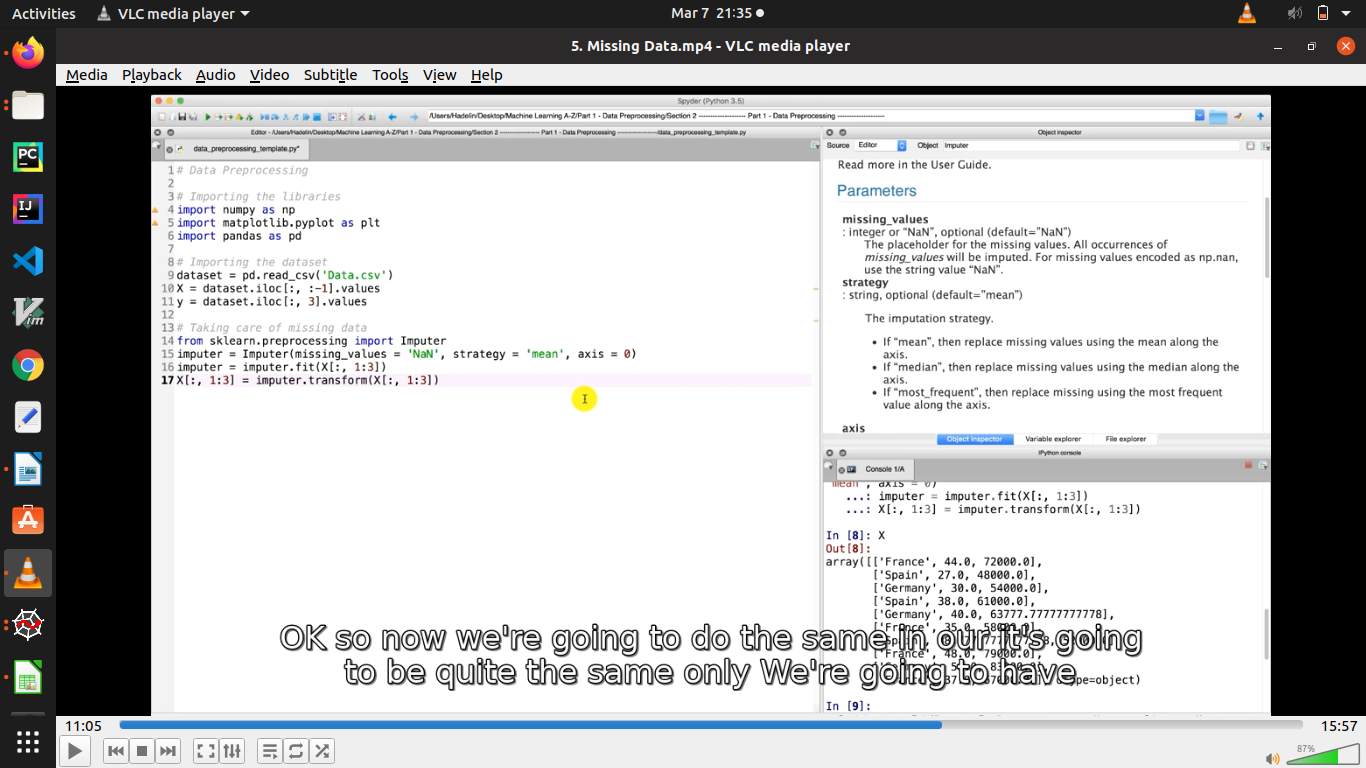 Activities VLC media player Mar 7 21:35
5. Missing Data.mp4 - VLC media player
Media Playback Audio Video Subtitle Tools View Help
Spyder (Python 3.5)
/Users/Hadelin/Desktop/Machine Learning A-Z/Part 1 - Data Preprocessing/Section 2 -------------------- Part 1 - Data Preprocessing --------------------
Editor - /Users/Hadelin/Desktop/Machine Learning A-Z/Part 1 - Data Preprocessing/Section 2 -------------------- Part 1 - Data Preprocessing --------------------/data_preprocessing_template.py
data_preprocessing_template.py*
1 # Data Preprocessing
2
3 # Importing the libraries
4 import numpy as np
5 import matplotlib.pyplot as plt
6 import pandas as pd
7
8 # Importing the dataset
9 dataset = pd.read_csv('Data.csv')
10 X = dataset.iloc[:, :-1].values
11 y = dataset.iloc[:, 3].values
12
13 # Taking care of missing data
14 from sklearn.preprocessing import Imputer
15 imputer = Imputer(missing_values = 'NaN', strategy = 'mean', axis = 0)
16 imputer = imputer.fit(X[:, 1:3])
17 X[:, 1:3] = imputer.transform(X[:, 1:3])
Object inspector
Source Editor Object Imputer
Read more in the User Guide.
Parameters
missing_values
: integer or “NaN”, optional (default=”NaN”)
The placeholder for the missing values. All occurrences of
missing_values will be imputed. For missing values encoded as np.nan,
use the string value “NaN”.
strategy
: string, optional (default=”mean”)
The imputation strategy.
• If “mean”, then replace missing values using the mean along the
axis.
• If “median”, then replace missing values using the median along the
axis.
• If “most_frequent”, then replace missing using the most frequent
value along the axis.
axis
Object inspector Variable explorer File explorer
IPython console
Console 1/A
'mean', axis = 0)
...: imputer = imputer.fit(X[:, 1:3])
...: X[:, 1:3] = imputer.transform(X[:, 1:3])
In [8]: X
Out[8]:
array([['France', 44.0, 72000.0],
['Spain', 27.0, 48000.0],
['Germany', 30.0, 54000.0],
['Spain', 38.0, 61000.0],
['Germany', 40.0, 63777.77777777778],
In [9]:
OK so now we're going to do the same in our it's going
to be quite the same only We're going to have
11:05 15:57
87%